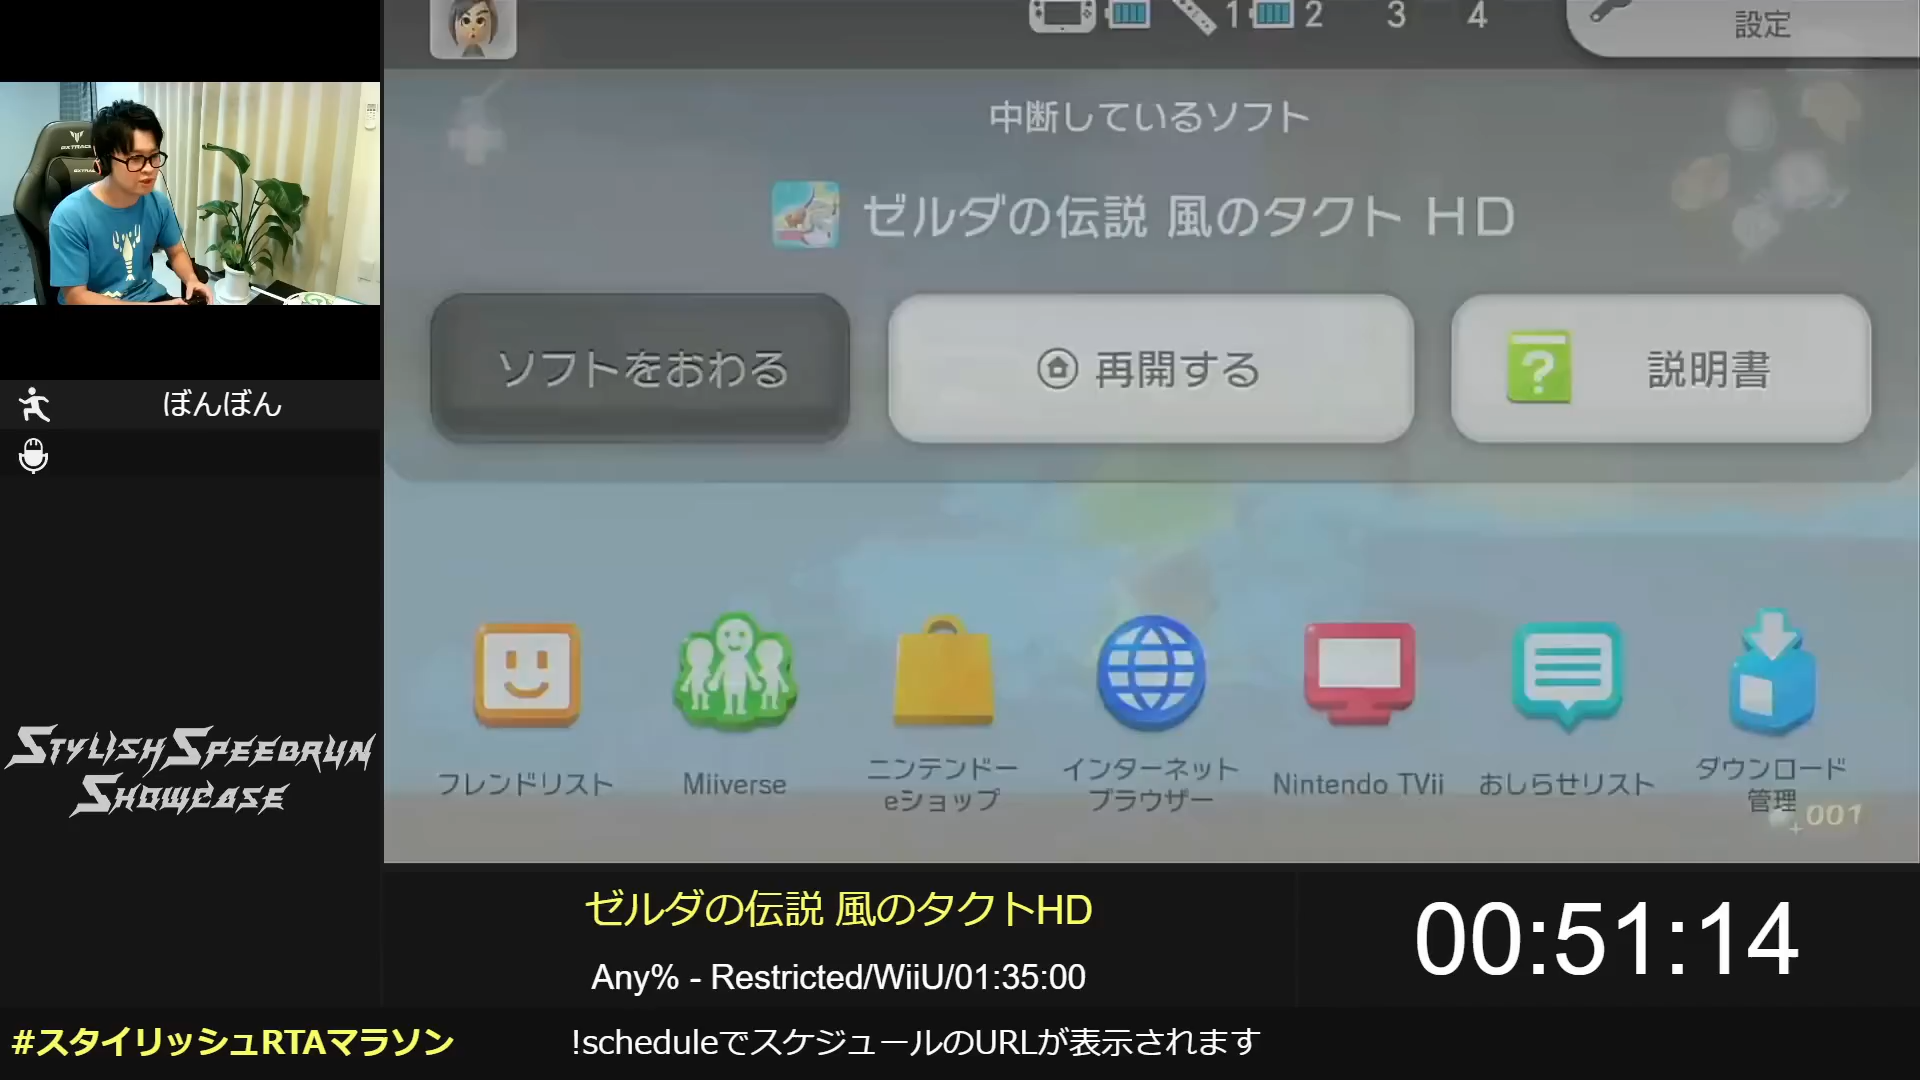 1 2 3 4
設定
中断しているソフト
ゼルダの伝説 風のタクト HD
ソフトをおわる
再開する
?
説明書
ぼんぼん
フレンドリスト
Miiverse
ニンテンドー
eショップ
インターネット
ブラウザー
Nintendo TVii
おしらせリスト
ダウンロード
管理
001
STYLISH SPEEDRUN
SHOWCASE
ゼルダの伝説 風のタクトHD
Any% - Restricted/WiiU/01:35:00
00:51:14
#スタイリッシュRTAマラソン
!scheduleでスケジュールのURLが表示されます